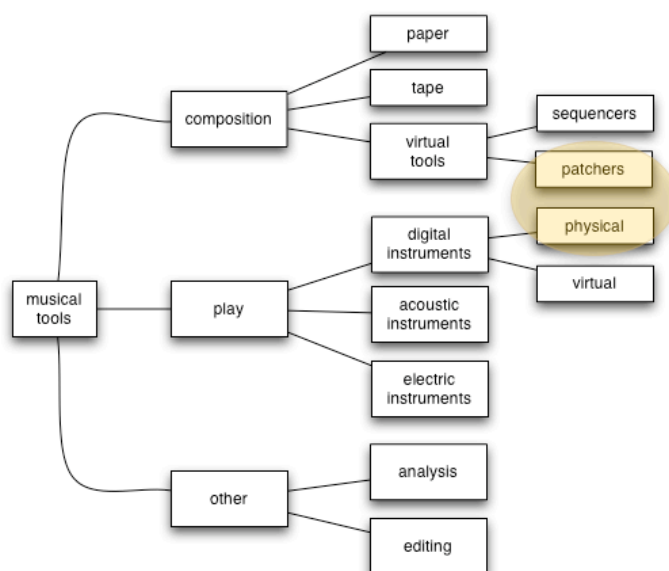 paper
tape
composition
sequencers
virtual
tools
patchers
physical
digital
instruments
virtual
musical
tools
play
acoustic
instruments
electric
instruments
analysis
other
editing